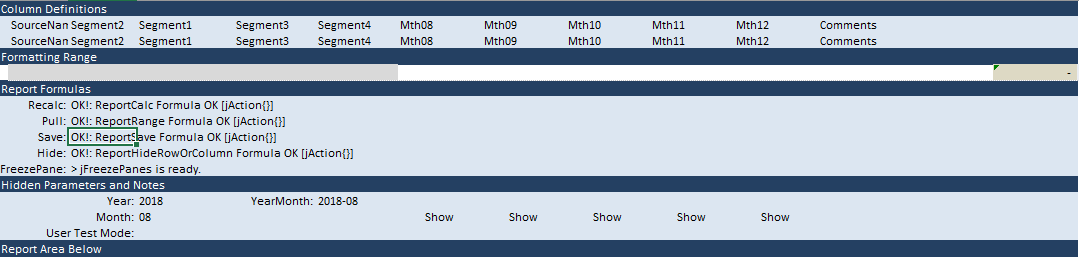 Column Definitions
SourceNan Segment2 Segment1 Segment3 Segment4 Mth08 Mth09 Mth10 Mth11 Mth12 Comments
SourceNan Segment2 Segment1 Segment3 Segment4 Mth08 Mth09 Mth10 Mth11 Mth12 Comments
Formatting Range
-
Report Formulas
Recalc: OK!: ReportCalc Formula OK [jAction{}]
Pull: OK!: ReportRange Formula OK [jAction{}]
Save: OK!: ReportSave Formula OK [jAction{}]
Hide: OK!: ReportHideRowOrColumn Formula OK [jAction{}]
FreezePane: > jFreezePanes is ready.
Hidden Parameters and Notes
Year: 2018 YearMonth: 2018-08
Month: 08 Show Show Show Show Show
User Test Mode:
Report Area Below